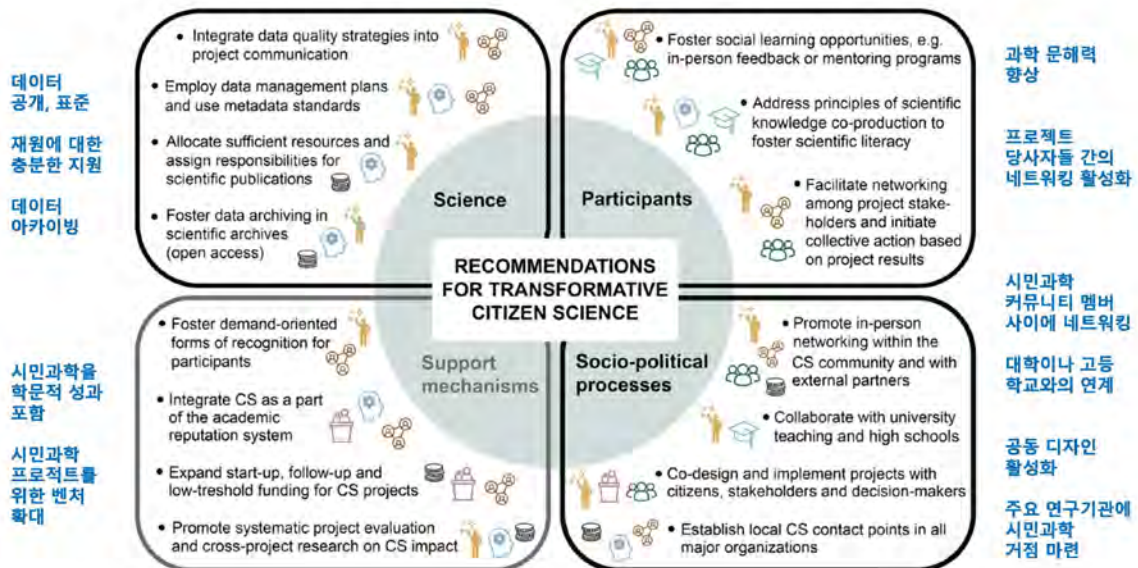 데이터
공개, 표준
재원에 대한
충분한 지원
데이터
아카이빙
• Integrate data quality strategies into
project communication
• Employ data management plans
and use metadata standards
• Allocate sufficient resources and
assign responsibilities for
scientific publications
• Foster data archiving in
scientific archives
(open access)
Science
• Foster social learning opportunities, e.g.
in-person feedback or mentoring programs
• Address principles of scientific
knowledge co-production to
foster scientific literacy
• Facilitate networking
among project stake-
holders and initiate
collective action based
on project results
Participants
과학 문해력
향상
프로젝트
당사자들 간의
네트워킹 활성화
RECOMMENDATIONS
FOR TRANSFORMATIVE
CITIZEN SCIENCE
시민과학을
학문적 성과
포함
시민과학
프로젝트를
위한 벤처
확대
• Foster demand-oriented
forms of recognition for
participants
• Integrate CS as a part
of the academic
reputation system
• Expand start-up, follow-up and
low-treshold funding for CS projects
• Promote systematic project evaluation
and cross-project research on CS impact
Support
mechanisms
Socio-political
processes
• Promote in-person
networking within the
CS community and with
external partners
• Collaborate with university
teaching and high schools
• Co-design and implement projects with
citizens, stakeholders and decision-makers
• Establish local CS contact points in all
major organizations
시민과학
커뮤니티 멤버
사이에 네트워킹
대학이나 고등
학교와의 연계
공동 디자인
활성화
주요 연구기관에
시민과학
거점 마련